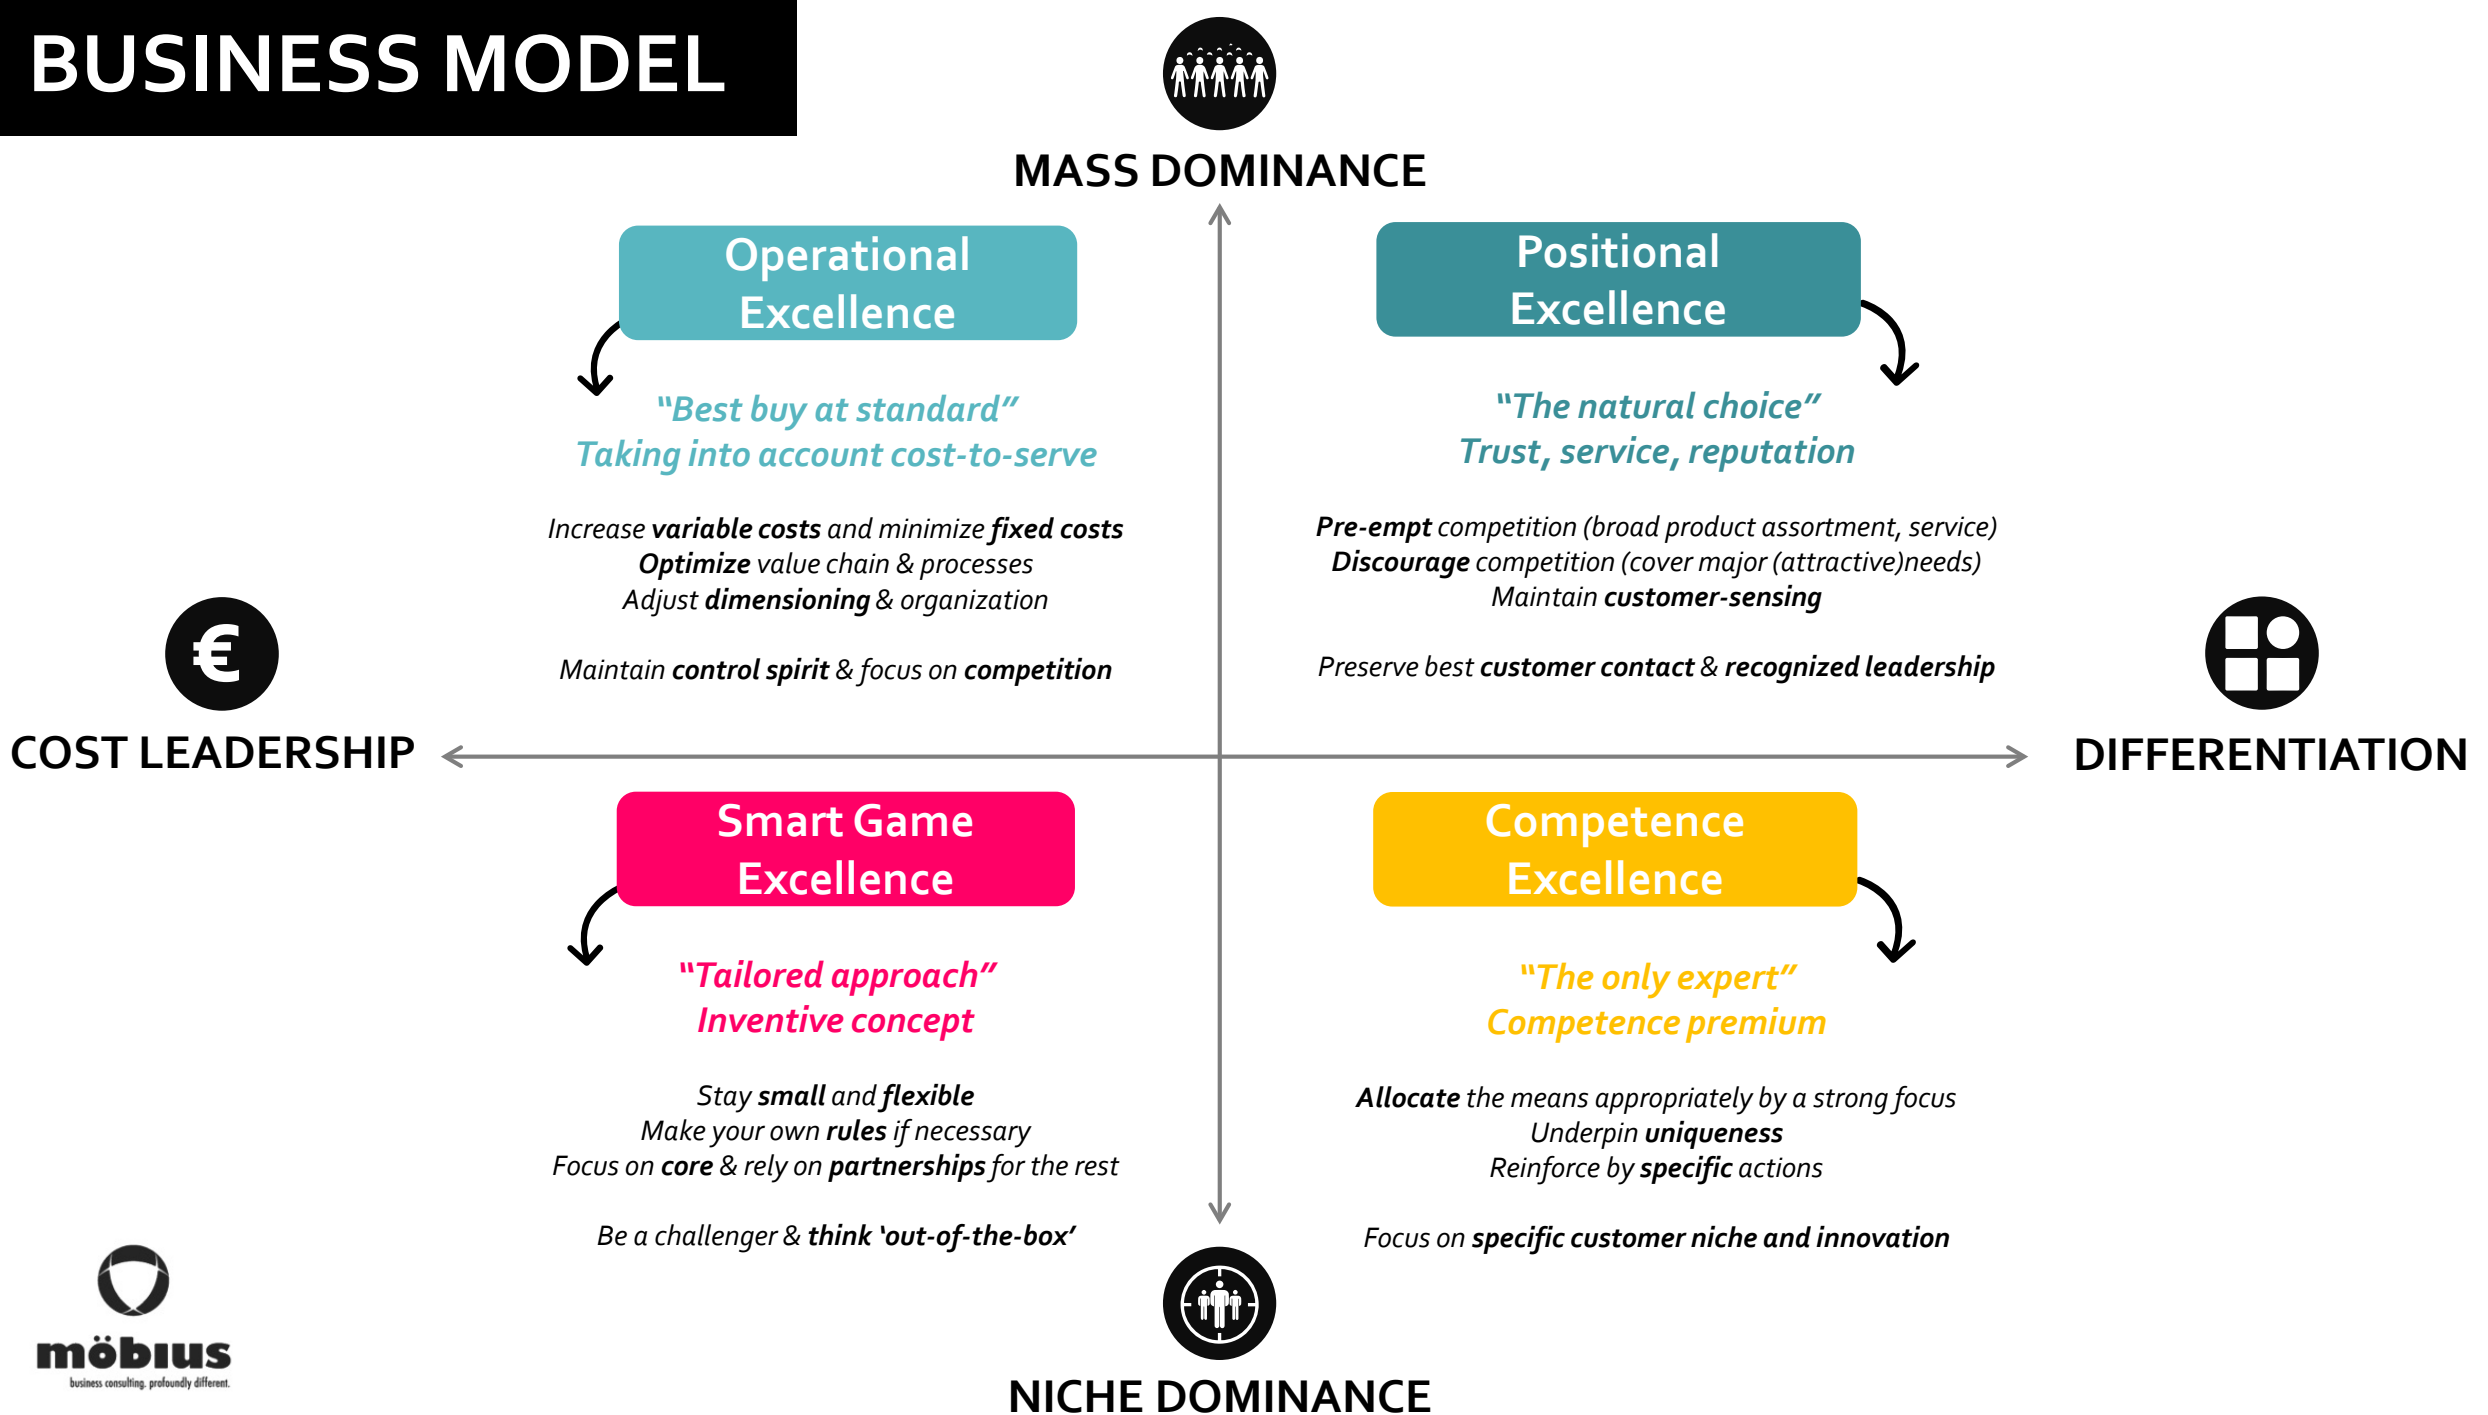 BUSINESS MODEL
MASS DOMINANCE
Operational
Excellence
“Best buy at standard”
Taking into account cost-to-serve
Increase variable costs and minimize fixed costs
Optimize value chain & processes
Adjust dimensioning & organization
Maintain control spirit & focus on competition
Positional
Excellence
“The natural choice”
Trust, service, reputation
Pre-empt competition (broad product assortment, service)
Discourage competition (cover major (attractive)needs)
Maintain customer-sensing
Preserve best customer contact & recognized leadership
€
COST LEADERSHIP
DIFFERENTIATION
Smart Game
Excellence
“Tailored approach”
Inventive concept
Stay small and flexible
Make your own rules if necessary
Focus on core & rely on partnerships for the rest
Be a challenger & think ‘out-of-the-box’
Competence
Excellence
“The only expert”
Competence premium
Allocate the means appropriately by a strong focus
Underpin uniqueness
Reinforce by specific actions
Focus on specific customer niche and innovation
möbius
business consulting. profoundly different.
NICHE DOMINANCE